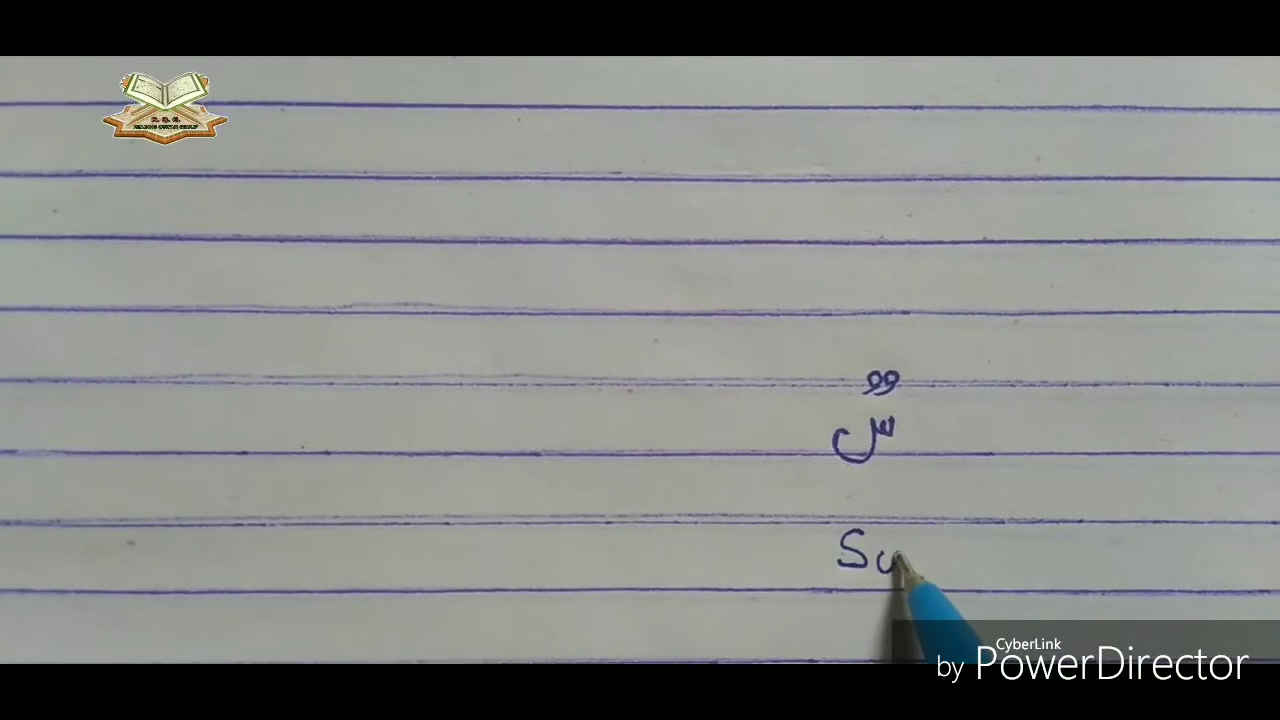 R. Q. G.
سٌ
Su
CyberLink
by PowerDirector